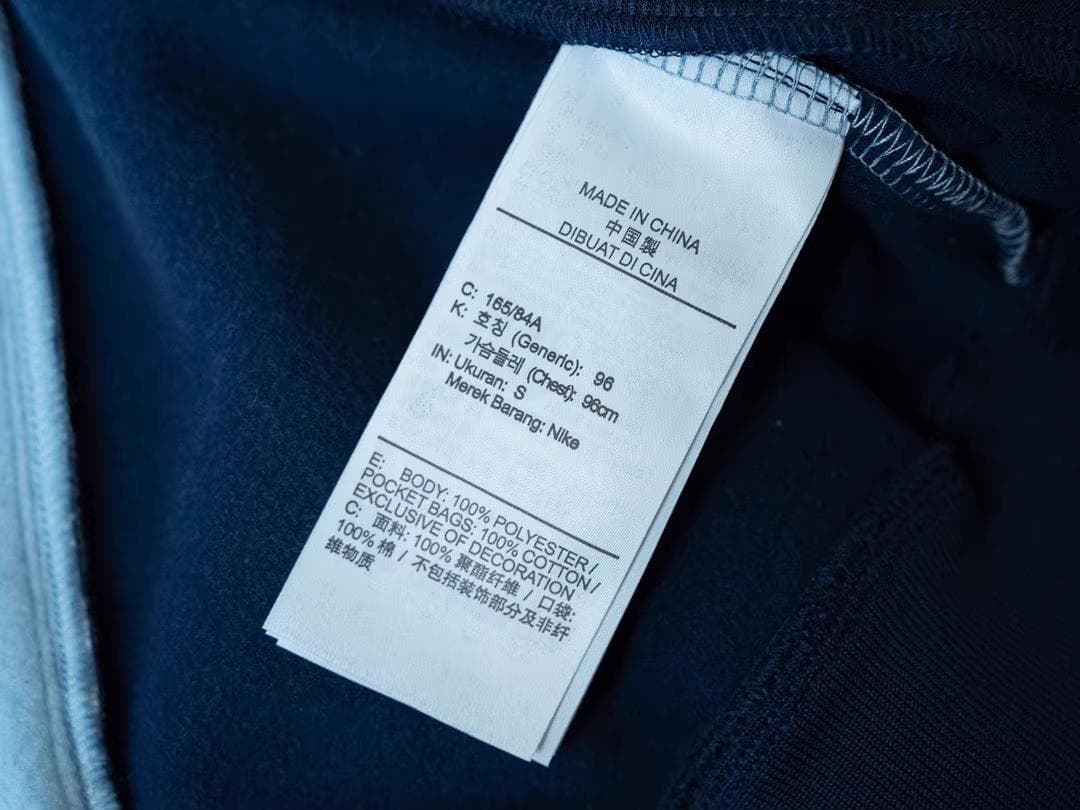 MADE IN CHINA
中国製
DIBUAT DI CINA
C: 165/84A
K: 호칭 (Generic): 96
가슴둘레 (Chest): 96cm
IN: Ukuran: S
Merek Barang: Nike
E: BODY: 100% POLYESTER /
POCKET BAGS: 100% COTTON /
EXCLUSIVE OF DECORATION
C: 面料: 100% 聚酯纤维 / 口袋:
100% 棉 / 不包括装饰部分及非纤
维物质